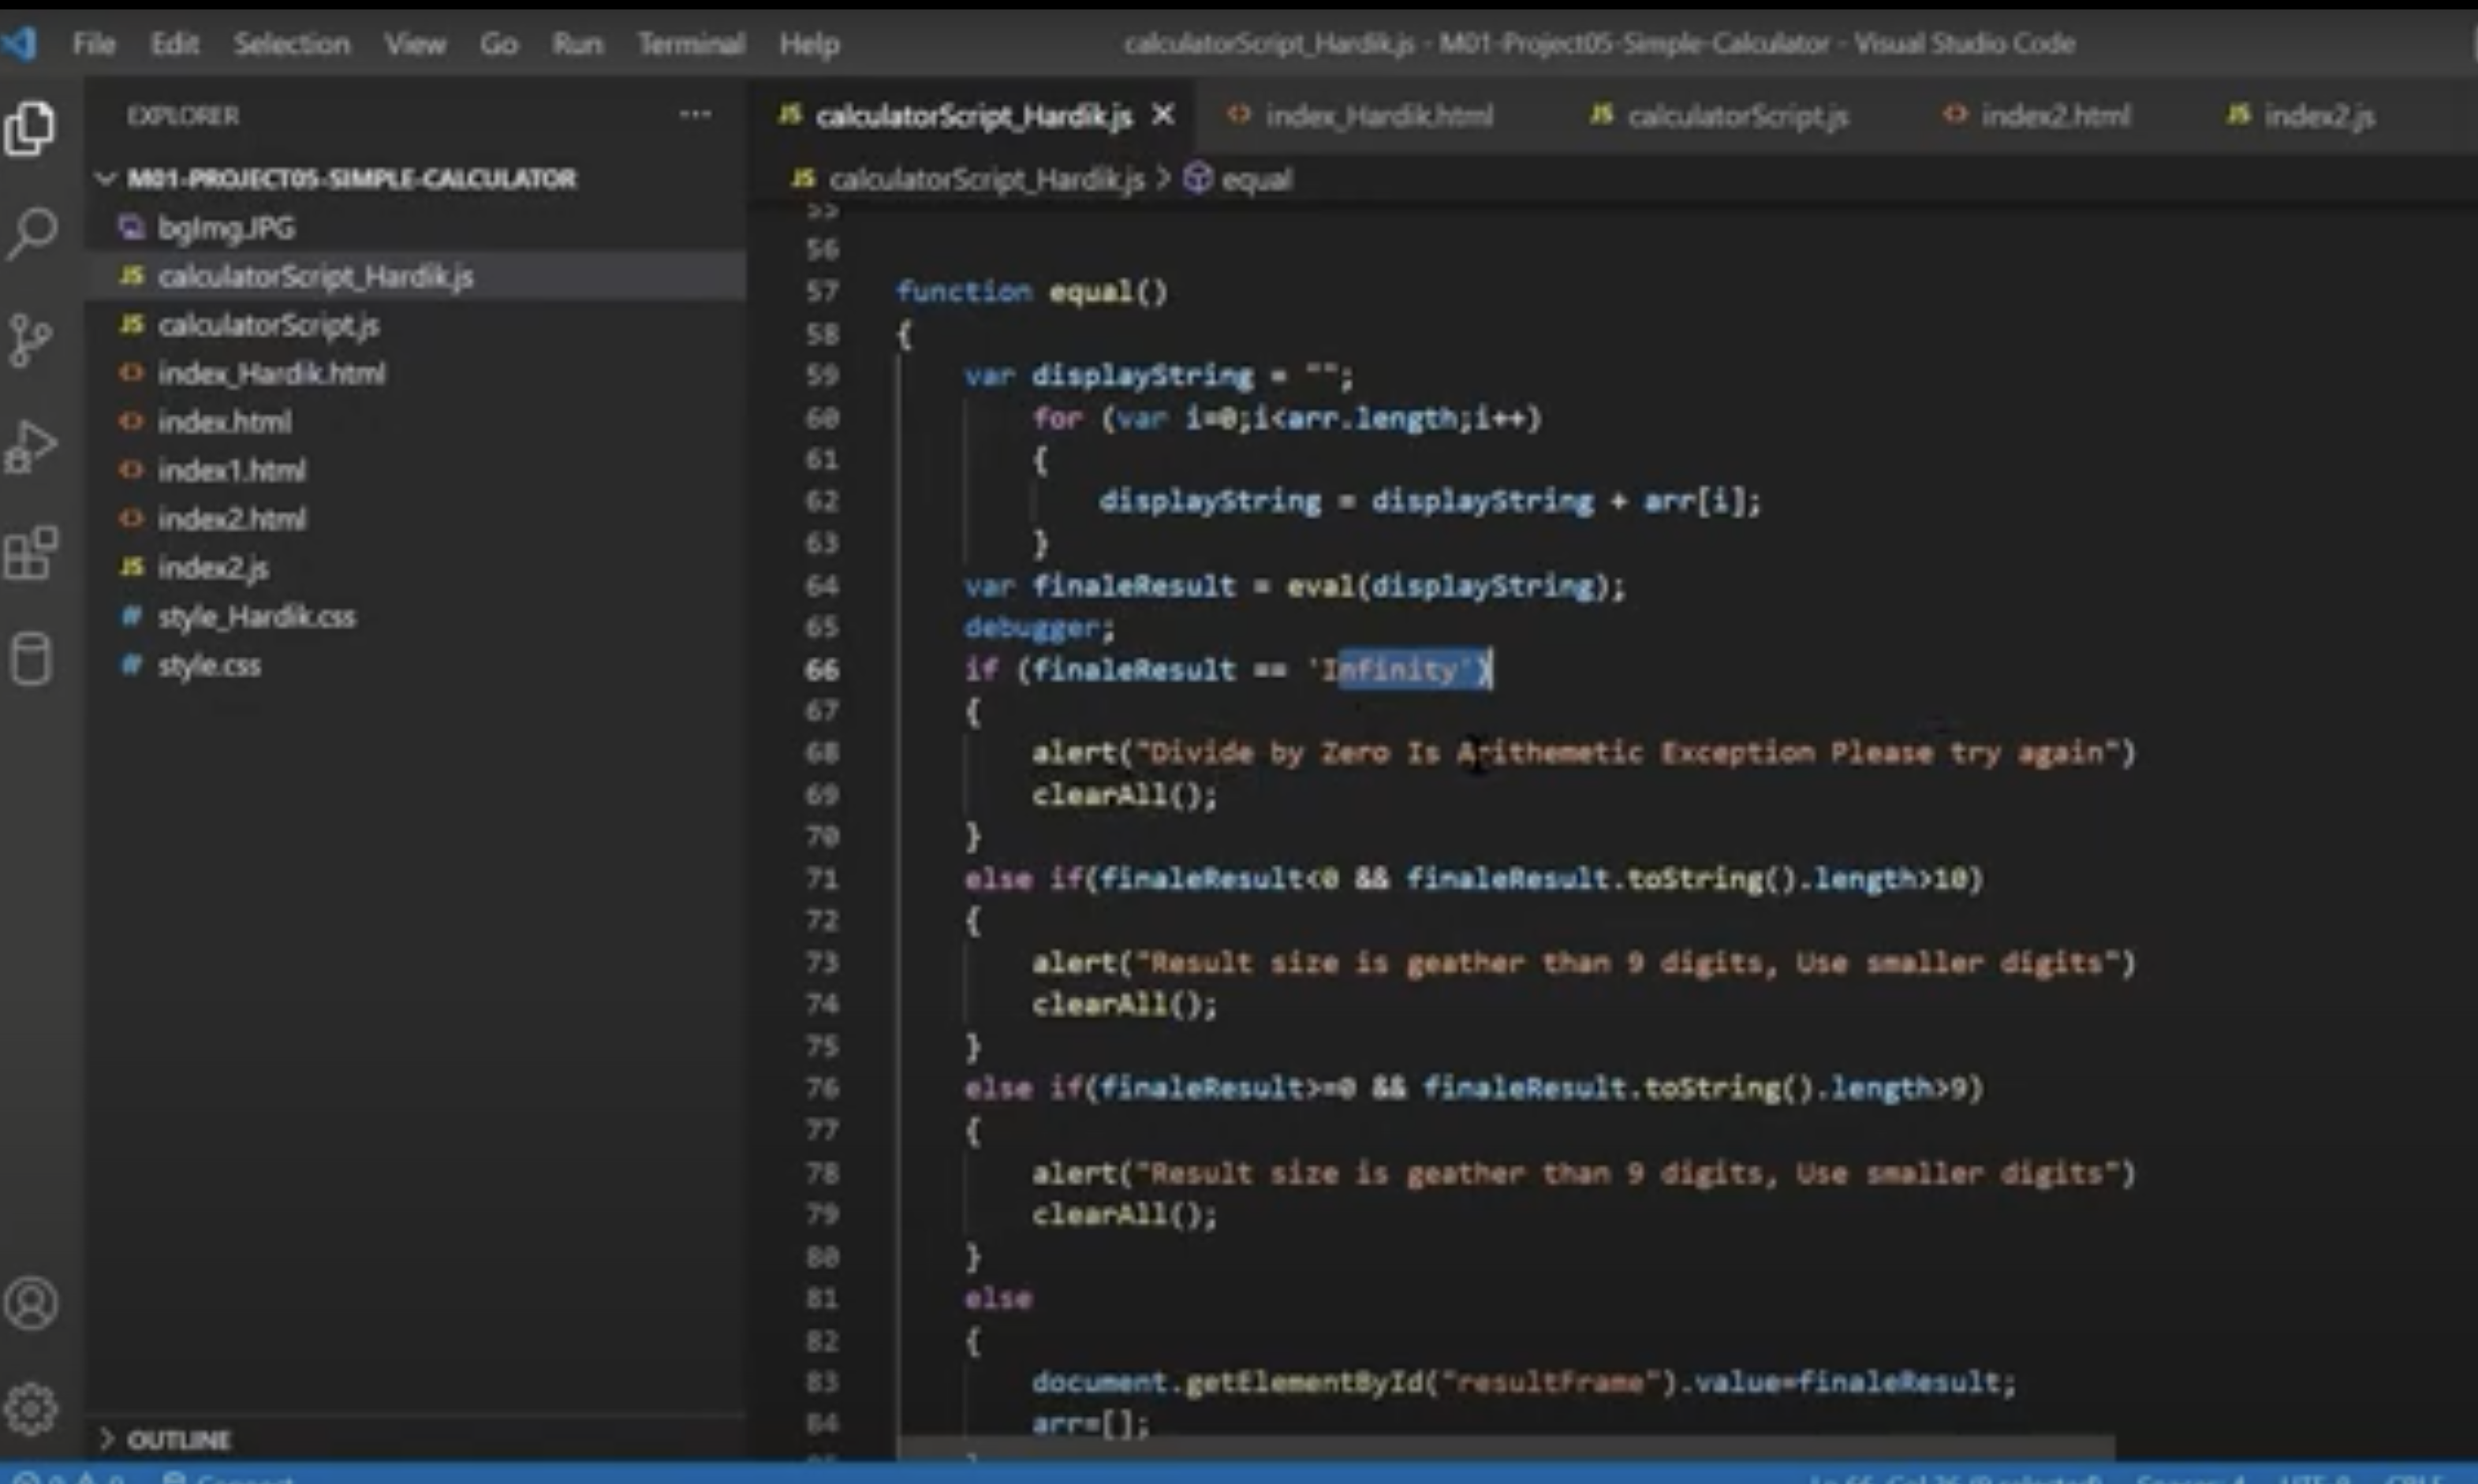 File Edit Selection View Go Run Terminal Help
calculatorScript_Hardik.js - M01-Project05-Simple-Calculator - Visual Studio Code
EXPLORER
M01-PROJECT05-SIMPLE-CALCULATOR
bgImg.JPG
calculatorScript_Hardik.js
calculatorScript.js
index_Hardik.html
index.html
index1.html
index2.html
index2.js
style_Hardik.css
style.css
OUTLINE
JS calculatorScript_Hardik.js index_Hardik.html JS calculatorScript.js index2.html JS index2.js
JS calculatorScript_Hardik.js > equal
55
56
57 function equal()
58 {
59 var displayString = "";
60 for (var i=0;i<arr.length;i++)
61 {
62 displayString = displayString + arr[i];
63 }
64 var finaleResult = eval(displayString);
65 debugger;
66 if (finaleResult == 'Infinity')
67 {
68 alert("Divide by Zero Is Arithemetic Exception Please try again")
69 clearAll();
70 }
71 else if(finaleResult<0 && finaleResult.toString().length>10)
72 {
73 alert("Result size is geather than 9 digits, Use smaller digits")
74 clearAll();
75 }
76 else if(finaleResult>=0 && finaleResult.toString().length>9)
77 {
78 alert("Result size is geather than 9 digits, Use smaller digits")
79 clearAll();
80 }
81 else
82 {
83 document.getElementById("resultFrame").value=finaleResult;
84 arr=[];